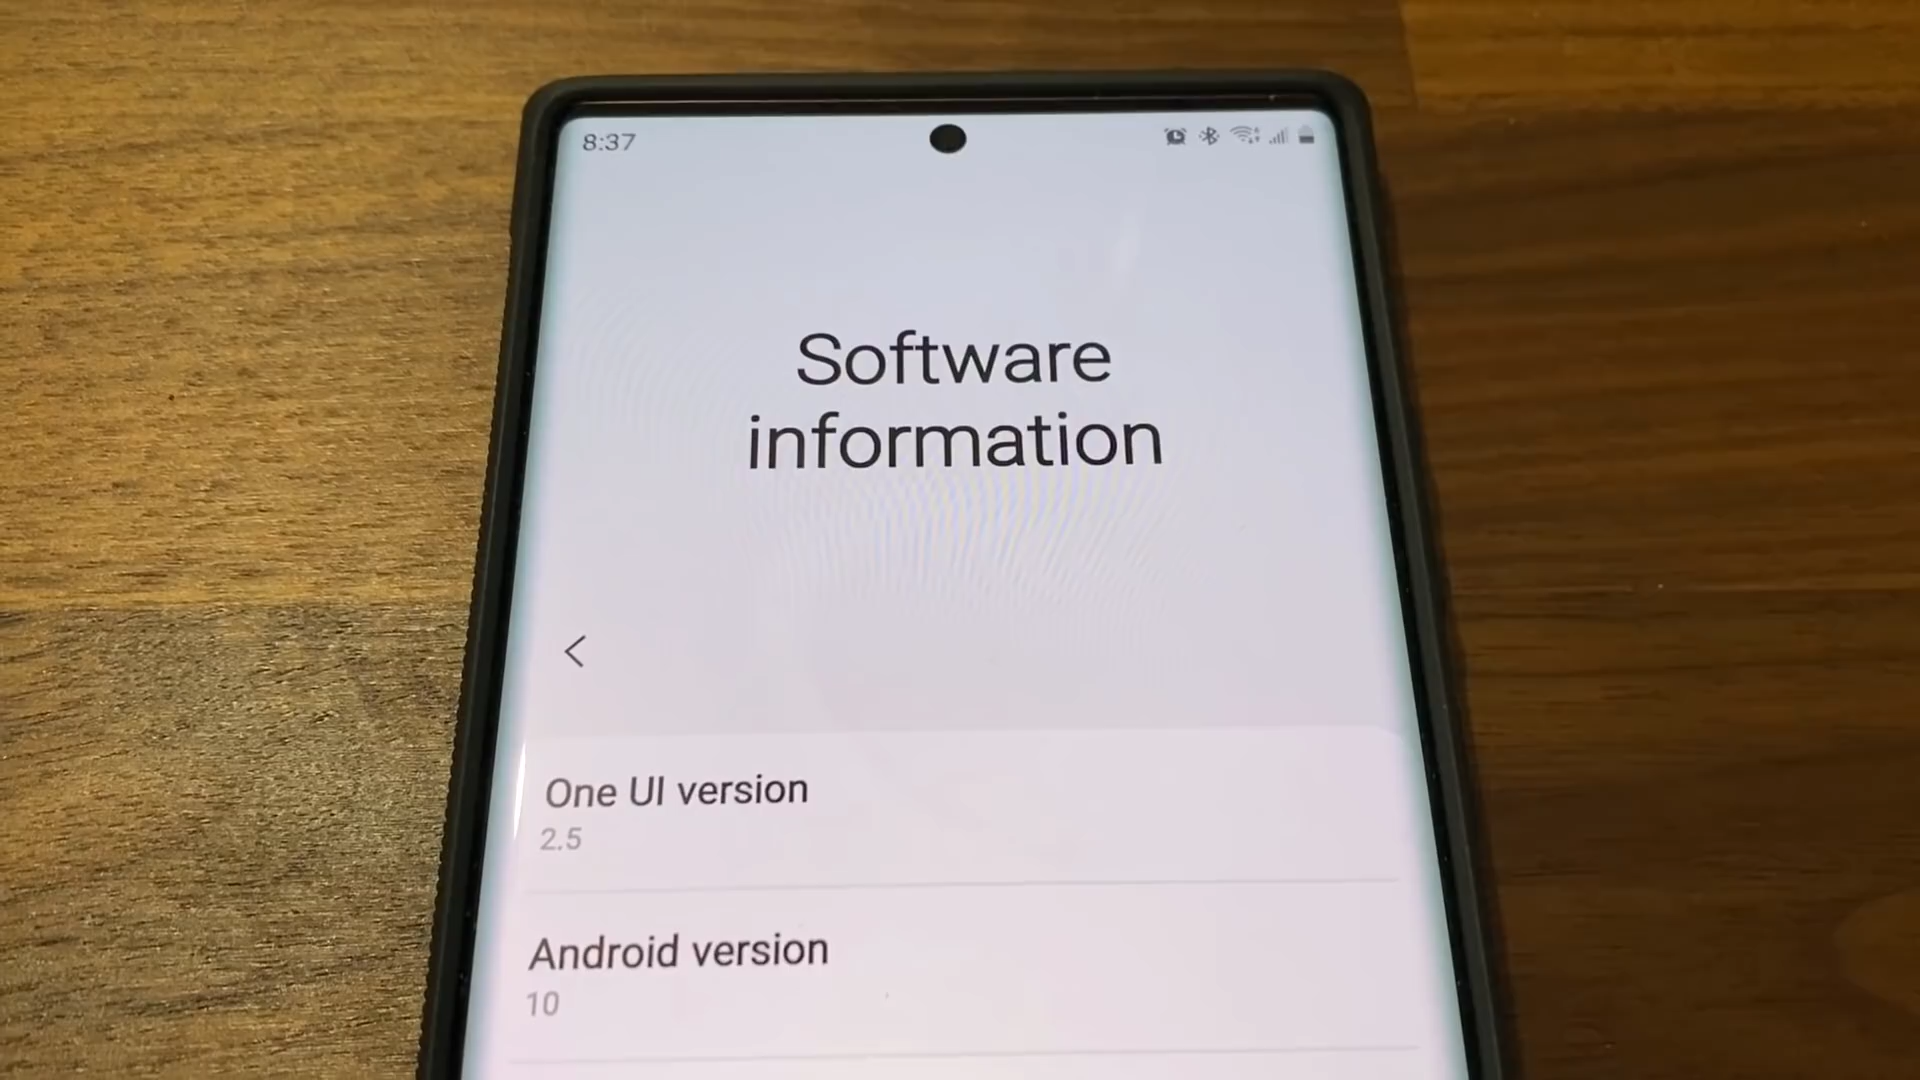 8:37
Software
information
One UI version
2.5
Android version
10